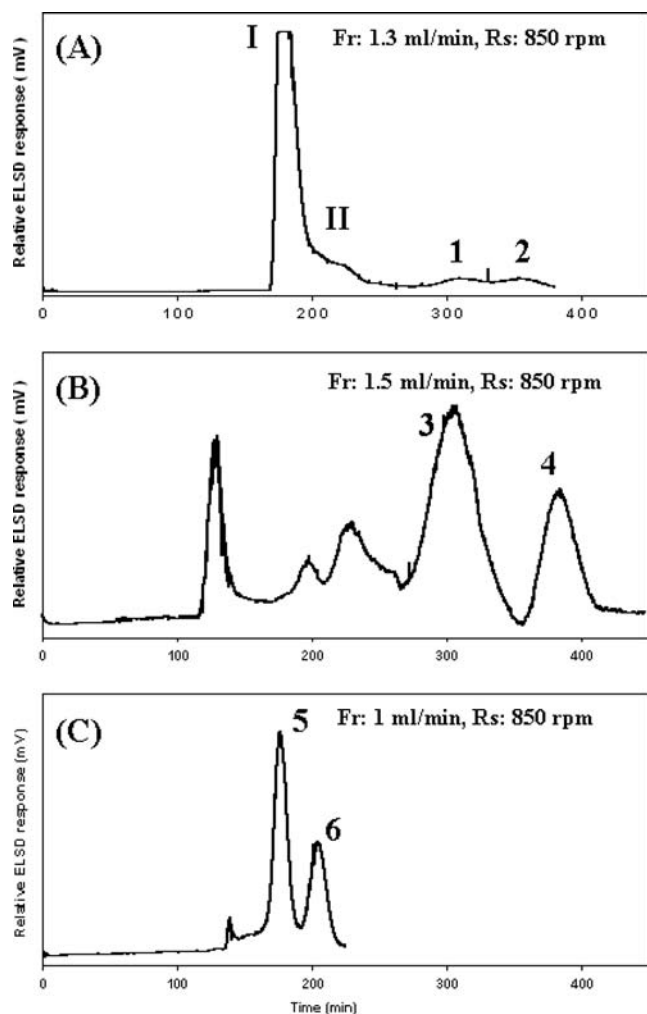 (A)
I
Fr: 1.3 ml/min, Rs: 850 rpm
II
1
2
Relative ELSD response ( mV )
0 100 200 300 400
(B)
Fr: 1.5 ml/min, Rs: 850 rpm
3
4
Relative ELSD response (mV)
0 100 200 300 400
(C)
5
Fr: 1 ml/min, Rs: 850 rpm
6
Relative ELSD response (mV)
0 100 200 300 400
Time (min)